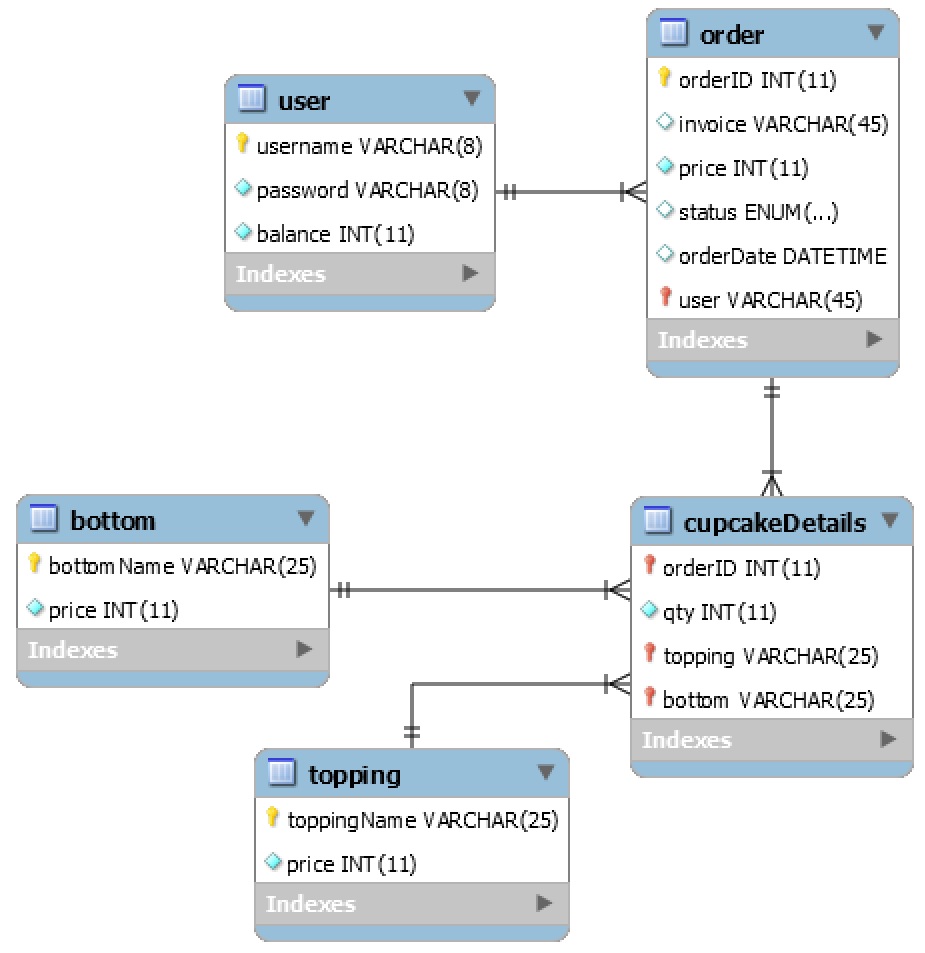 order
orderID INT(11)
invoice VARCHAR(45)
price INT(11)
status ENUM(...)
orderDate DATETIME
user VARCHAR(45)
Indexes
user
username VARCHAR(8)
password VARCHAR(8)
balance INT(11)
Indexes
bottom
bottomName VARCHAR(25)
price INT(11)
Indexes
cupcakeDetails
orderID INT(11)
qty INT(11)
topping VARCHAR(25)
bottom VARCHAR(25)
Indexes
topping
toppingName VARCHAR(25)
price INT(11)
Indexes